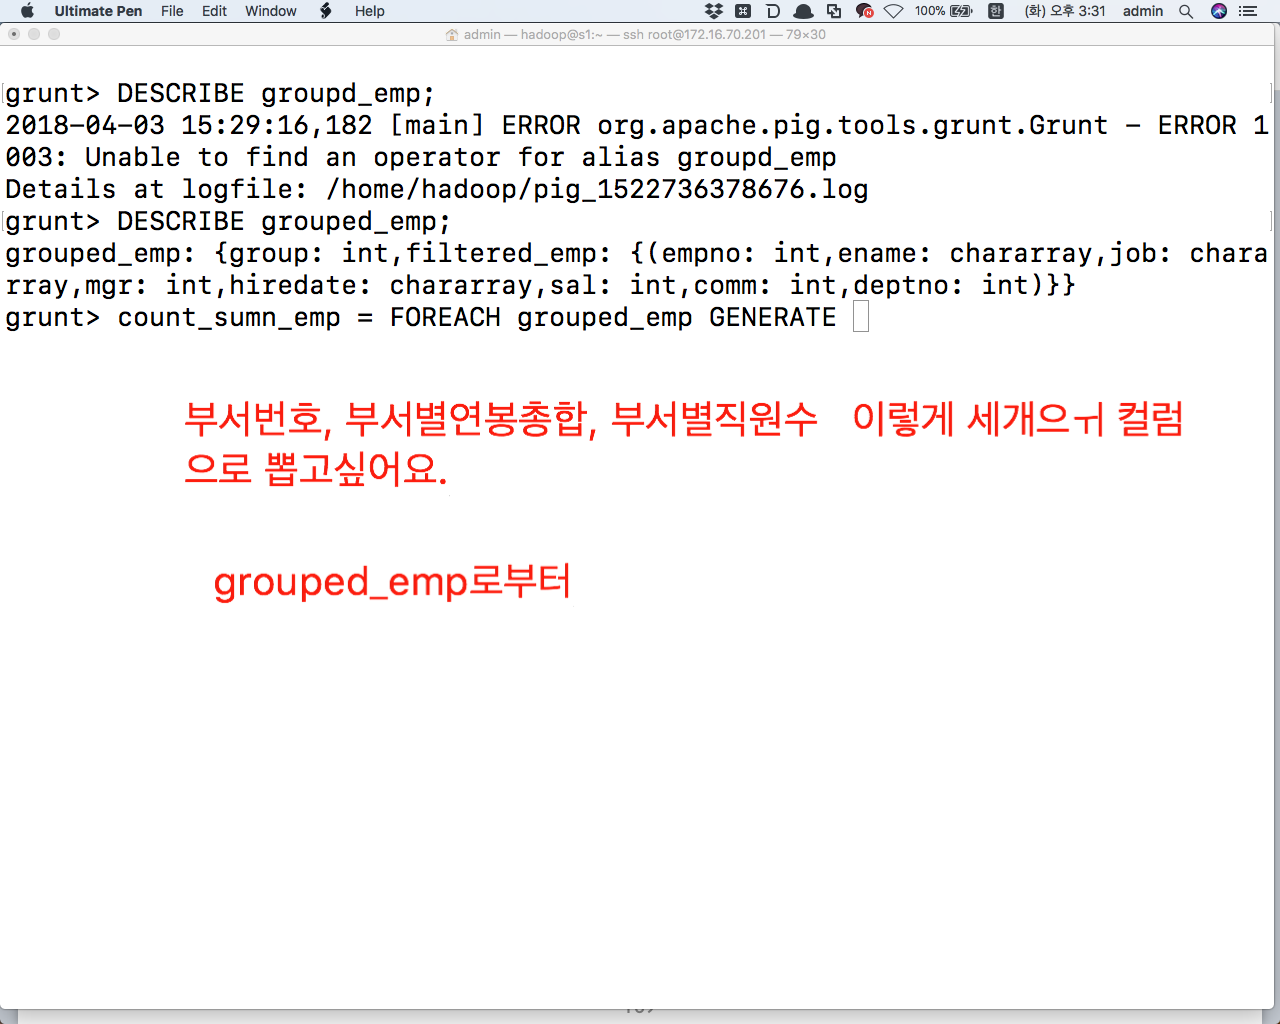 Ultimate Pen File Edit Window Help 100% 한 (화) 오후 3:31 admin
admin — hadoop@s1:~ — ssh root@172.16.70.201 — 79×30
grunt> DESCRIBE groupd_emp;
2018-04-03 15:29:16,182 [main] ERROR org.apache.pig.tools.grunt.Grunt - ERROR 1
003: Unable to find an operator for alias groupd_emp
Details at logfile: /home/hadoop/pig_1522736378676.log
grunt> DESCRIBE grouped_emp;
grouped_emp: {group: int,filtered_emp: {(empno: int,ename: chararray,job: chara
rray,mgr: int,hiredate: chararray,sal: int,comm: int,deptno: int)}}
grunt> count_sumn_emp = FOREACH grouped_emp GENERATE
부서번호, 부서별연봉총합, 부서별직원수 이렇게 세개으ㅟ 컬럼
으로 뽑고싶어요.
grouped_emp로부터